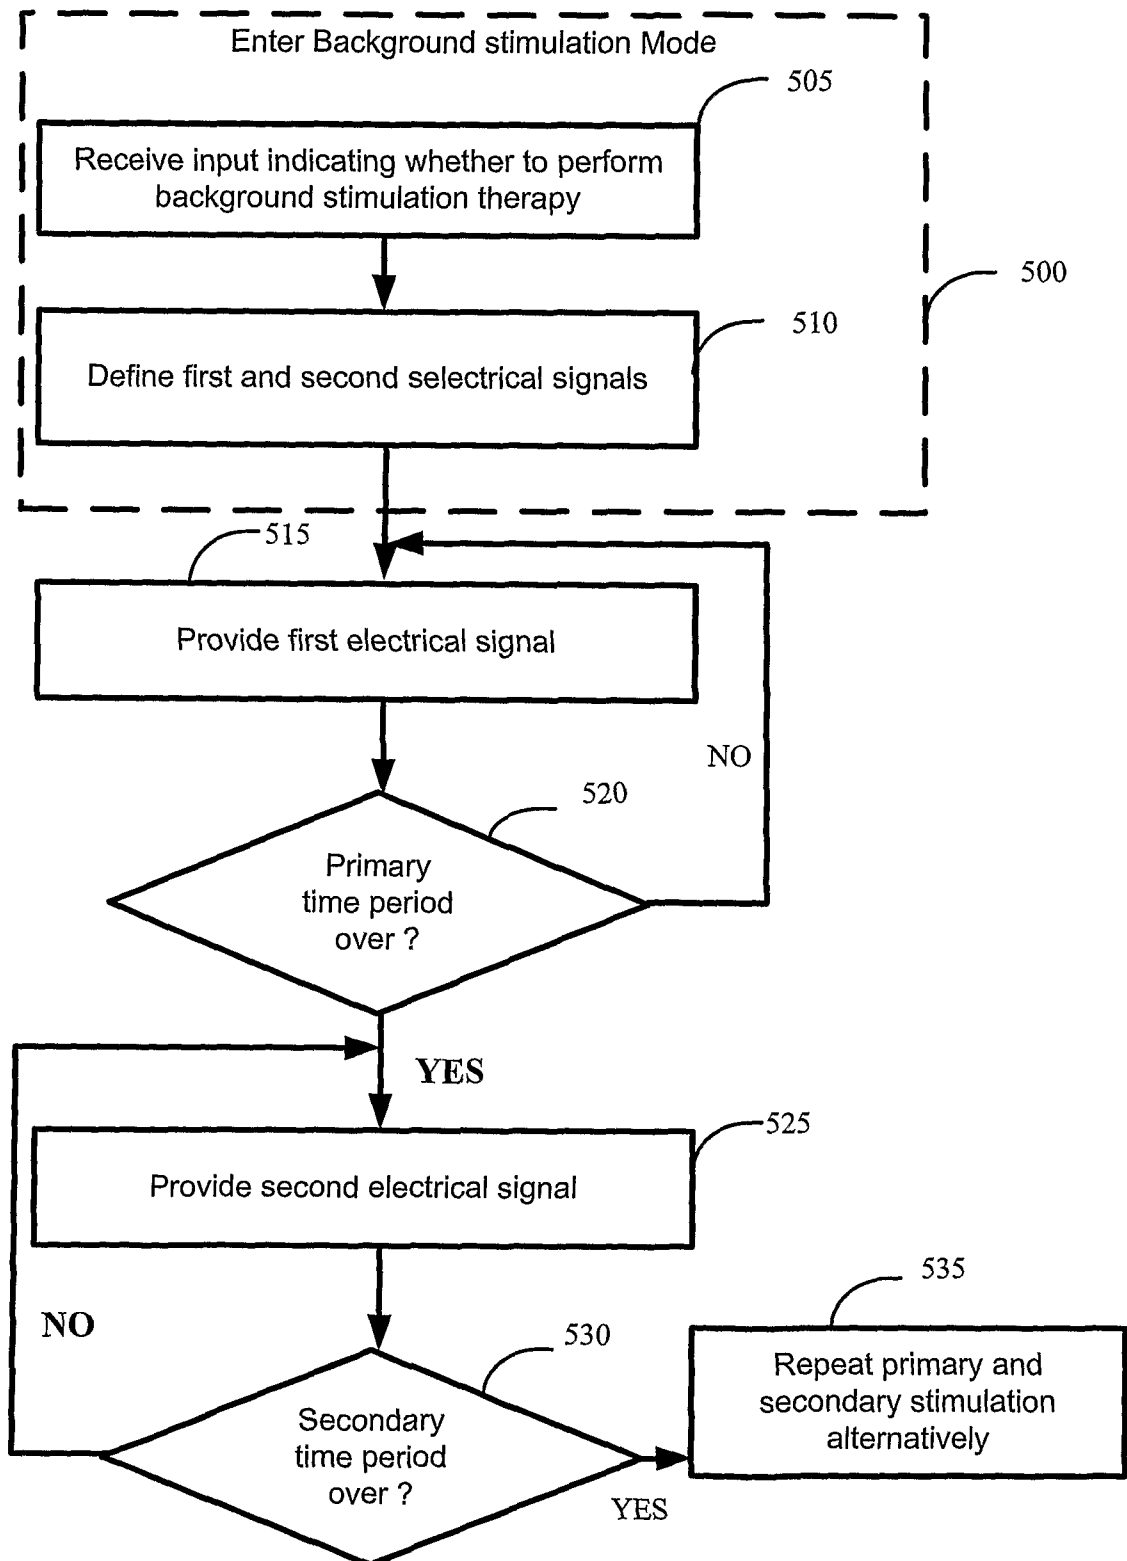 Enter Background stimulation Mode
505
Receive input indicating whether to perform
background stimulation therapy
500
510
Define first and second selectrical signals
515
Provide first electrical signal
NO
520
Primary
time period
over ?
YES
525
Provide second electrical signal
535
NO
530
Repeat primary and
secondary stimulation
alternatively
Secondary
time period
over ?
YES